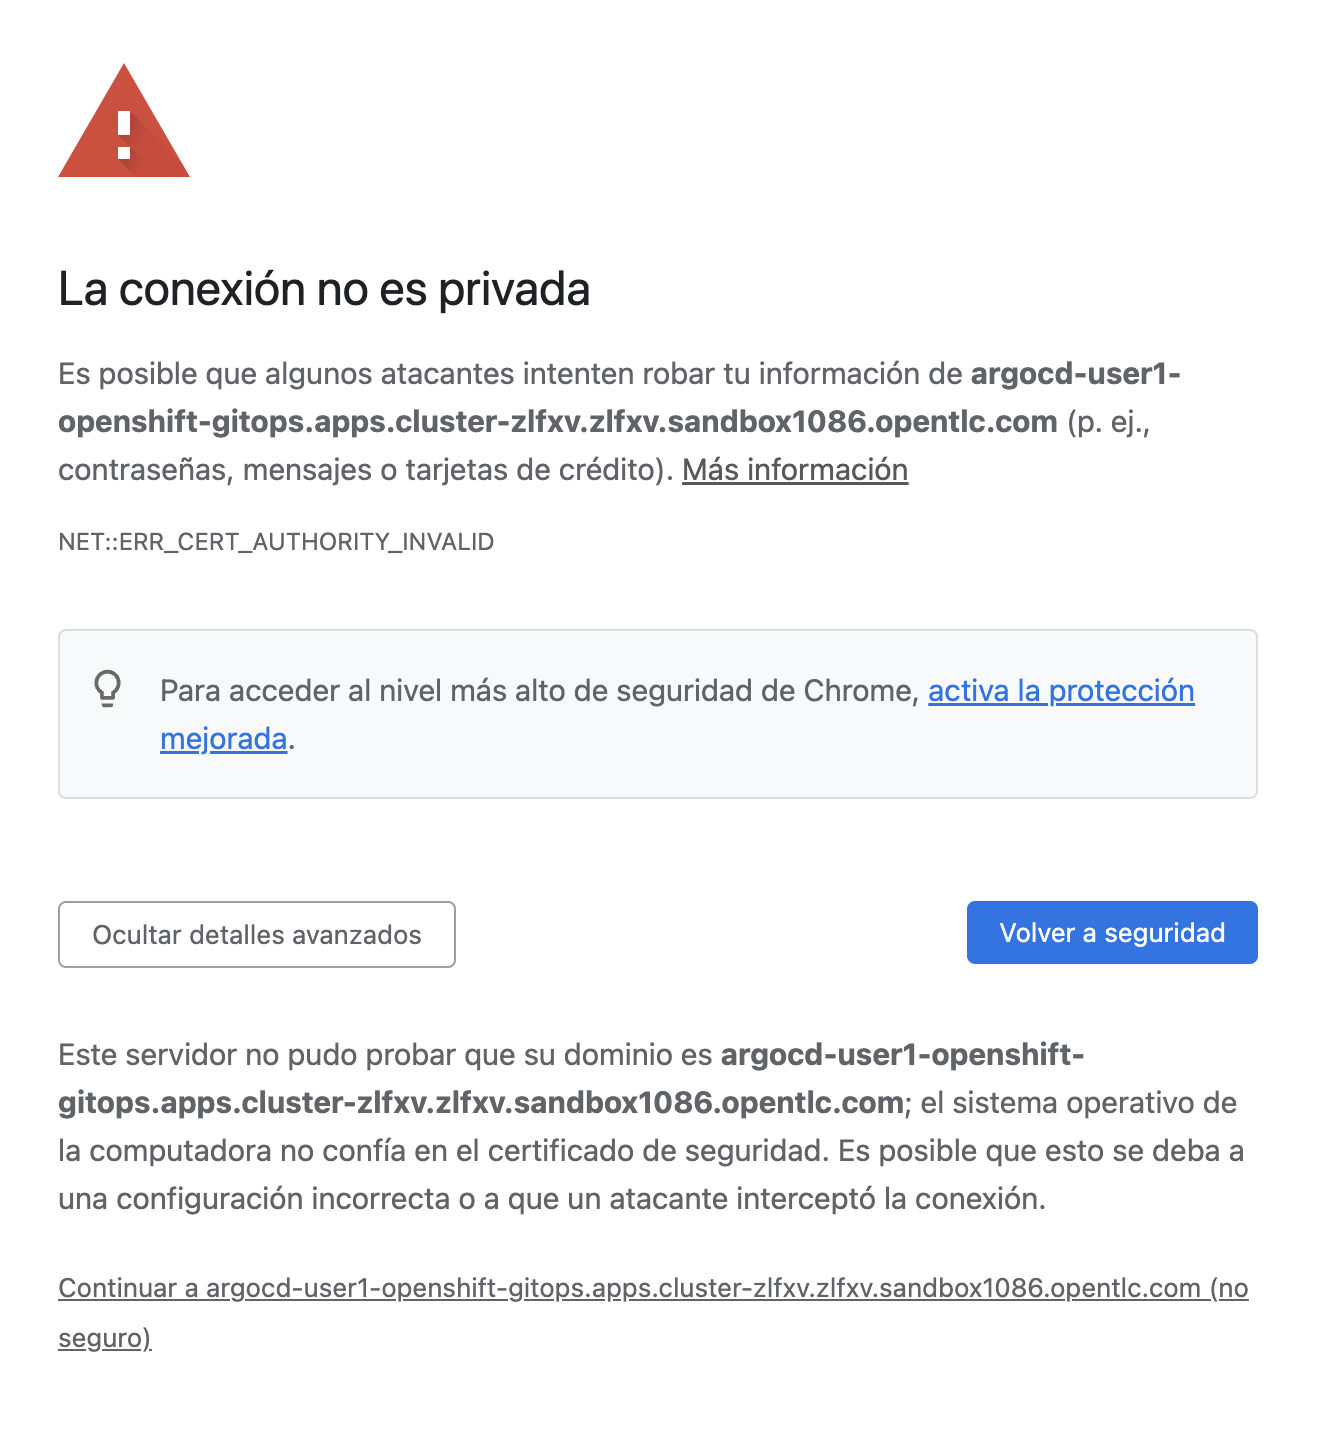 La conexión no es privada
Es posible que algunos atacantes intenten robar tu información de argocd-user1-
openshift-gitops.apps.cluster-zlfxv.zlfxv.sandbox1086.opentlc.com (p. ej.,
contraseñas, mensajes o tarjetas de crédito). Más información
NET::ERR_CERT_AUTHORITY_INVALID
Para acceder al nivel más alto de seguridad de Chrome, activa la protección
mejorada.
Ocultar detalles avanzados
Volver a seguridad
Este servidor no pudo probar que su dominio es argocd-user1-openshift-
gitops.apps.cluster-zlfxv.zlfxv.sandbox1086.opentlc.com; el sistema operativo de
la computadora no confía en el certificado de seguridad. Es posible que esto se deba a
una configuración incorrecta o a que un atacante interceptó la conexión.
Continuar a argocd-user1-openshift-gitops.apps.cluster-zlfxv.zlfxv.sandbox1086.opentlc.com (no
seguro)